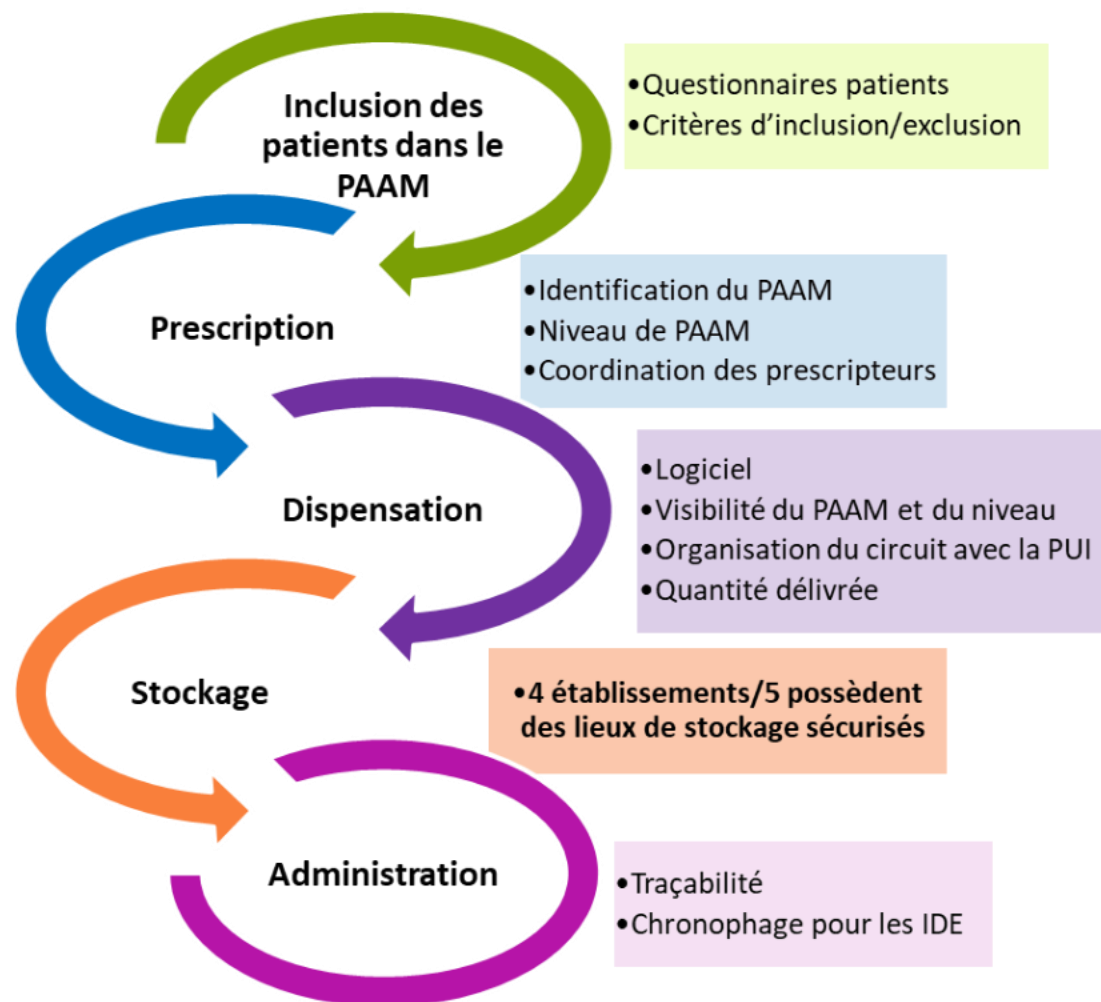 Inclusion des
patients dans le
PAAM
•Questionnaires patients
•Critères d'inclusion/exclusion
Prescription
•Identification du PAAM
•Niveau de PAAM
•Coordination des prescripteurs
Dispensation
•Logiciel
•Visibilité du PAAM et du niveau
•Organisation du circuit avec la PUI
•Quantité délivrée
Stockage
•4 établissements/5 possèdent
des lieux de stockage sécurisés
Administration
•Traçabilité
•Chronophage pour les IDE